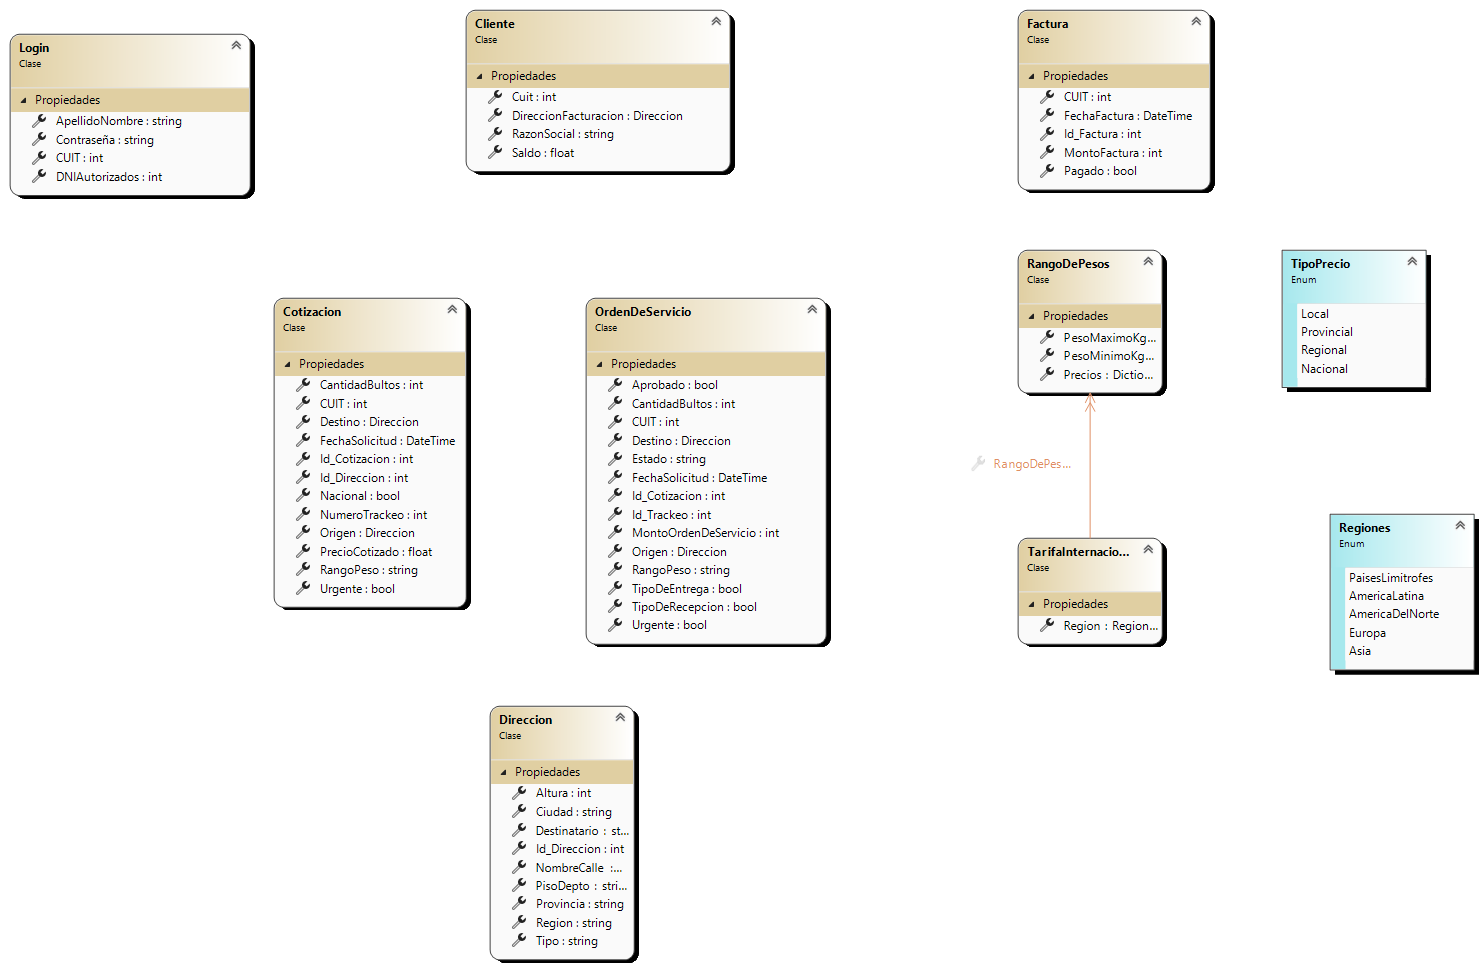 Login
Clase
Propiedades
ApellidoNombre : string
Contraseña : string
CUIT : int
DNIAutorizados : int
Cliente
Clase
Propiedades
Cuit : int
DireccionFacturacion : Direccion
RazonSocial : string
Saldo : float
Factura
Clase
Propiedades
CUIT : int
FechaFactura : DateTime
Id_Factura : int
MontoFactura : int
Pagado : bool
Cotizacion
Clase
Propiedades
CantidadBultos : int
CUIT : int
Destino : Direccion
FechaSolicitud : DateTime
Id_Cotizacion : int
Id_Direccion : int
Nacional : bool
NumeroTrackeo : int
Origen : Direccion
PrecioCotizado : float
RangoPeso : string
Urgente : bool
OrdenDeServicio
Clase
Propiedades
Aprobado : bool
CantidadBultos : int
CUIT : int
Destino : Direccion
Estado : string
FechaSolicitud : DateTime
Id_Cotizacion : int
Id_Trackeo : int
MontoOrdenDeServicio : int
Origen : Direccion
RangoPeso : string
TipoDeEntrega : bool
TipoDeRecepcion : bool
Urgente : bool
RangoDePesos
Clase
Propiedades
PesoMaximoKg...
PesoMinimoKg...
Precios : Dictio...
TipoPrecio
Enum
Local
Provincial
Regional
Nacional
RangoDePes...
TarifaInternacio...
Clase
Propiedades
Region : Region...
Regiones
Enum
PaisesLimitrofes
AmericaLatina
AmericaDelNorte
Europa
Asia
Direccion
Clase
Propiedades
Altura : int
Ciudad : string
Destinatario : st...
Id_Direccion : int
NombreCalle :...
PisoDepto : stri...
Provincia : string
Region : string
Tipo : string